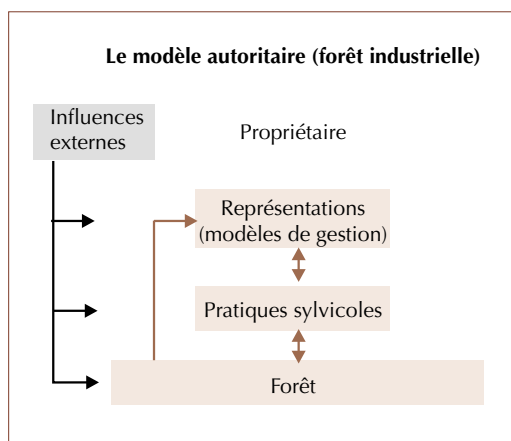 Le modèle autoritaire (forêt industrielle)
Influences
externes
Propriétaire
Représentations
(modèles de gestion)
Pratiques sylvicoles
Forêt